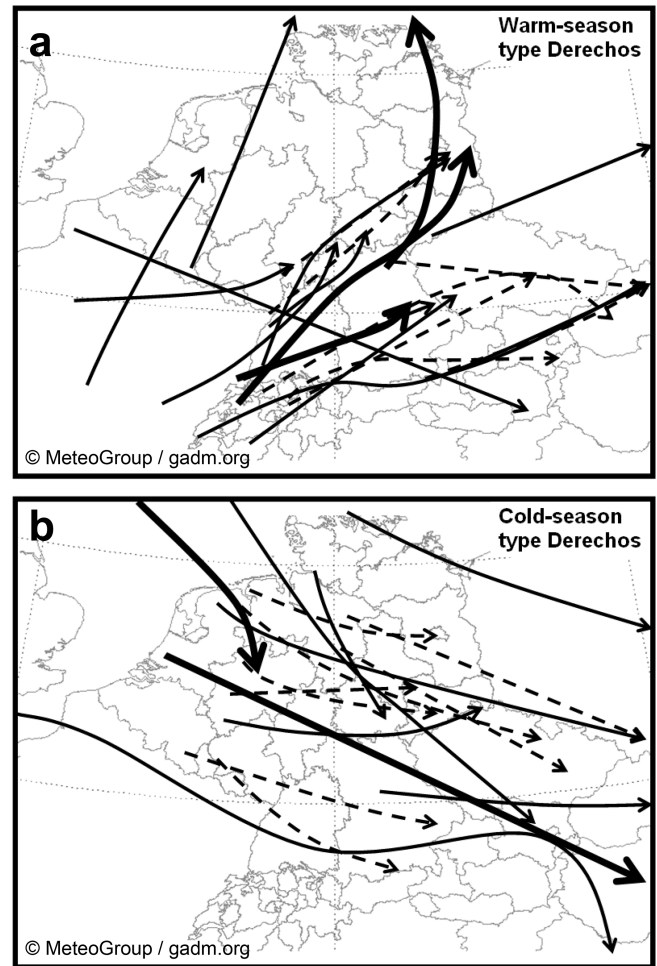 a
Warm-season
type Derechos
© MeteoGroup / gadm.org
b
Cold-season
type Derechos
© MeteoGroup / gadm.org